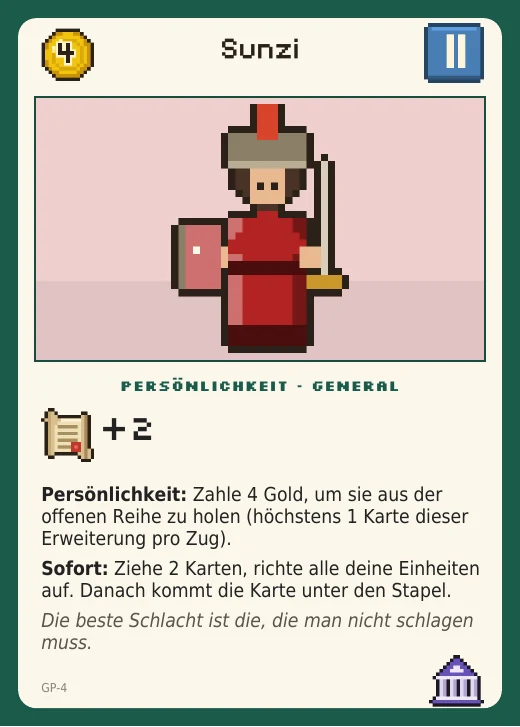 4
Sunzi
II
PERSÖNLICHKEIT - GENERAL
+2
Persönlichkeit: Zahle 4 Gold, um sie aus der
offenen Reihe zu holen (höchstens 1 Karte dieser
Erweiterung pro Zug).
Sofort: Ziehe 2 Karten, richte alle deine Einheiten
auf. Danach kommt die Karte unter den Stapel.
Die beste Schlacht ist die, die man nicht schlagen
muss.
GP-4